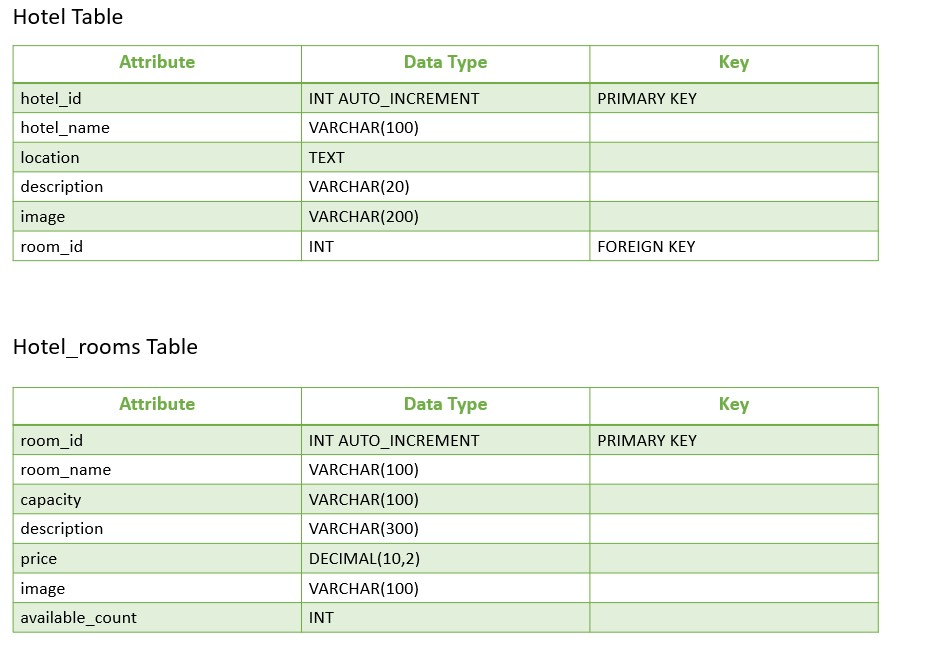 Hotel Table
Attribute Data Type Key
hotel_id INT AUTO_INCREMENT PRIMARY KEY
hotel_name VARCHAR(100)
location TEXT
description VARCHAR(20)
image VARCHAR(200)
room_id INT FOREIGN KEY
Hotel_rooms Table
Attribute Data Type Key
room_id INT AUTO_INCREMENT PRIMARY KEY
room_name VARCHAR(100)
capacity VARCHAR(100)
description VARCHAR(300)
price DECIMAL(10,2)
image VARCHAR(100)
available_count INT